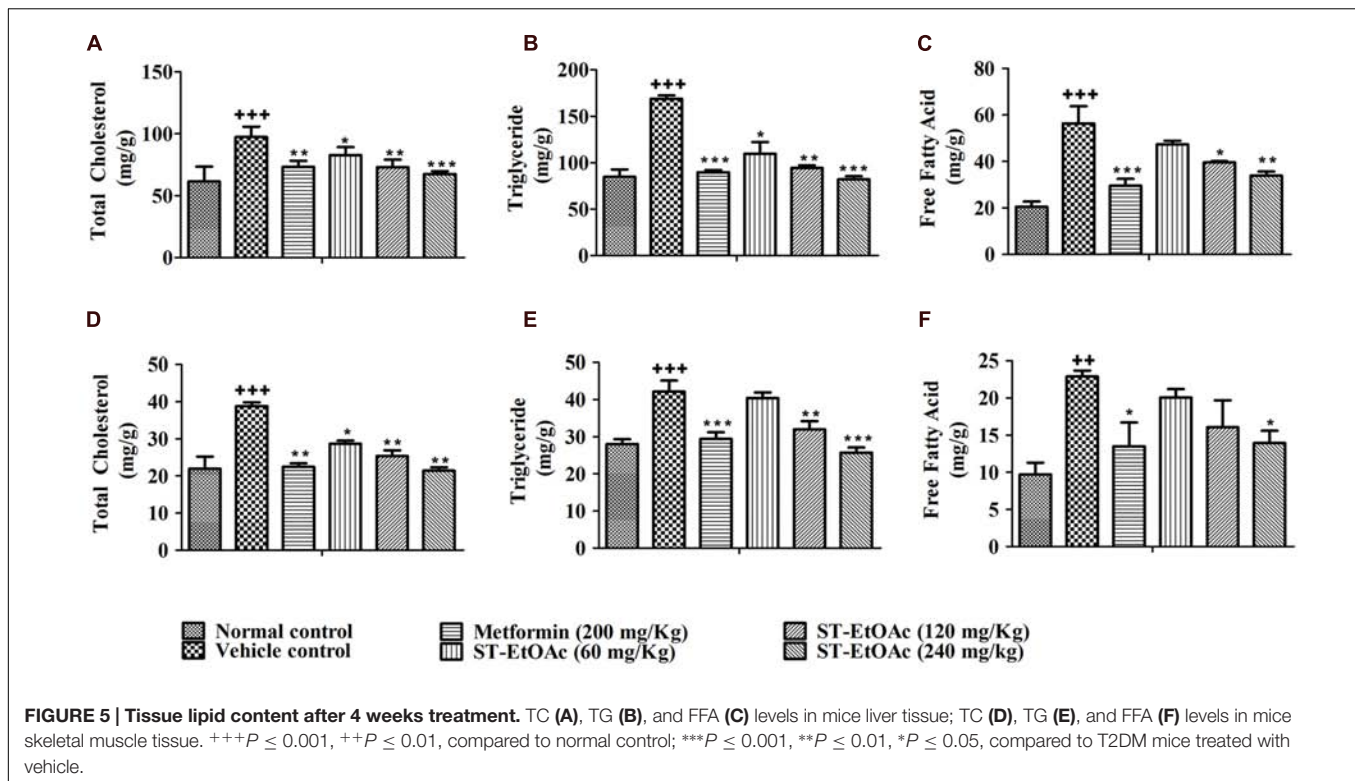 A
Total Cholesterol
(mg/g)
150
100
50
0
+++
**
*
**
***
B
Triglyceride
(mg/g)
200
150
100
50
0
+++
***
*
**
***
C
Free Fatty Acid
(mg/g)
80
60
40
20
0
+++
***
*
**
D
Total Cholesterol
(mg/g)
50
40
30
20
10
0
+++
**
*
**
**
E
Triglyceride
(mg/g)
50
40
30
20
10
0
+++
***
**
***
F
Free Fatty Acid
(mg/g)
25
20
15
10
5
0
++
*
*
Normal control
Vehicle control
Metformin (200 mg/Kg)
ST-EtOAc (60 mg/Kg)
ST-EtOAc (120 mg/Kg)
ST-EtOAc (240 mg/kg)
FIGURE 5 | Tissue lipid content after 4 weeks treatment. TC (A), TG (B), and FFA (C) levels in mice liver tissue; TC (D), TG (E), and FFA (F) levels in mice
skeletal muscle tissue. +++P ≤ 0.001, ++P ≤ 0.01, compared to normal control; ***P ≤ 0.001, **P ≤ 0.01, *P ≤ 0.05, compared to T2DM mice treated with
vehicle.